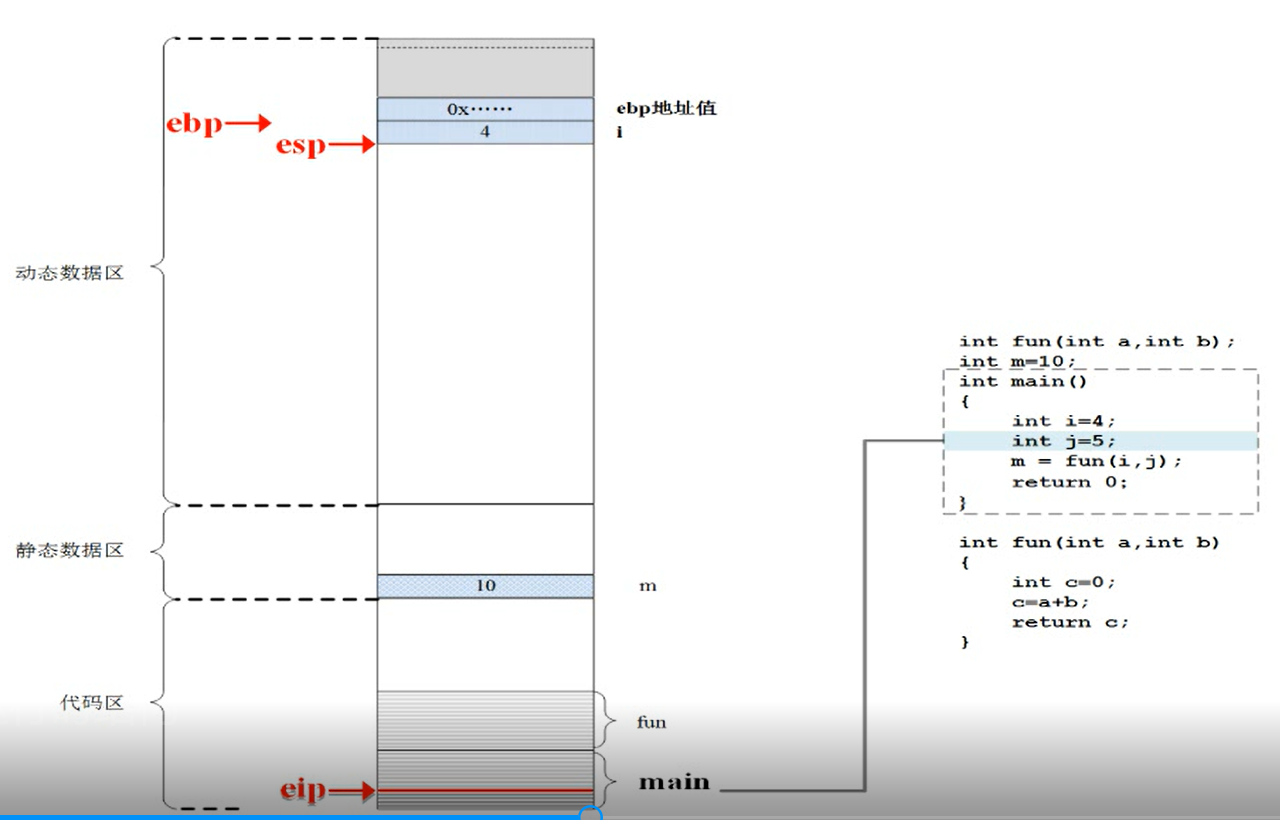 0x······
ebp地址值
ebp
4
i
esp
动态数据区
静态数据区
10
m
代码区
fun
eip
main
int fun(int a,int b);
int m=10;
int main()
{
int i=4;
int j=5;
m = fun(i,j);
return 0;
}
int fun(int a,int b)
{
int c=0;
c=a+b;
return c;
}